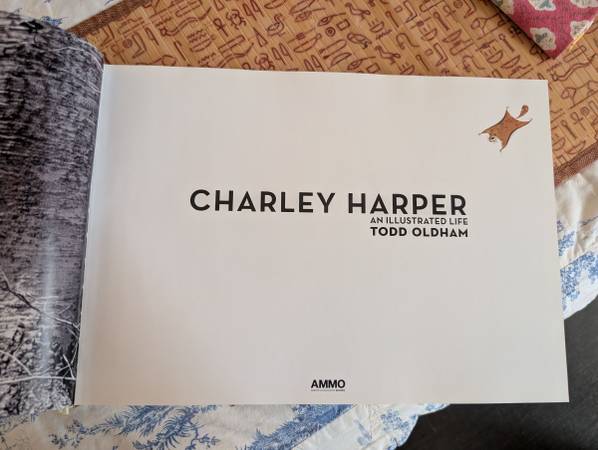 CHARLEY HARPER
AN ILLUSTRATED LIFE
TODD OLDHAM
AMMO